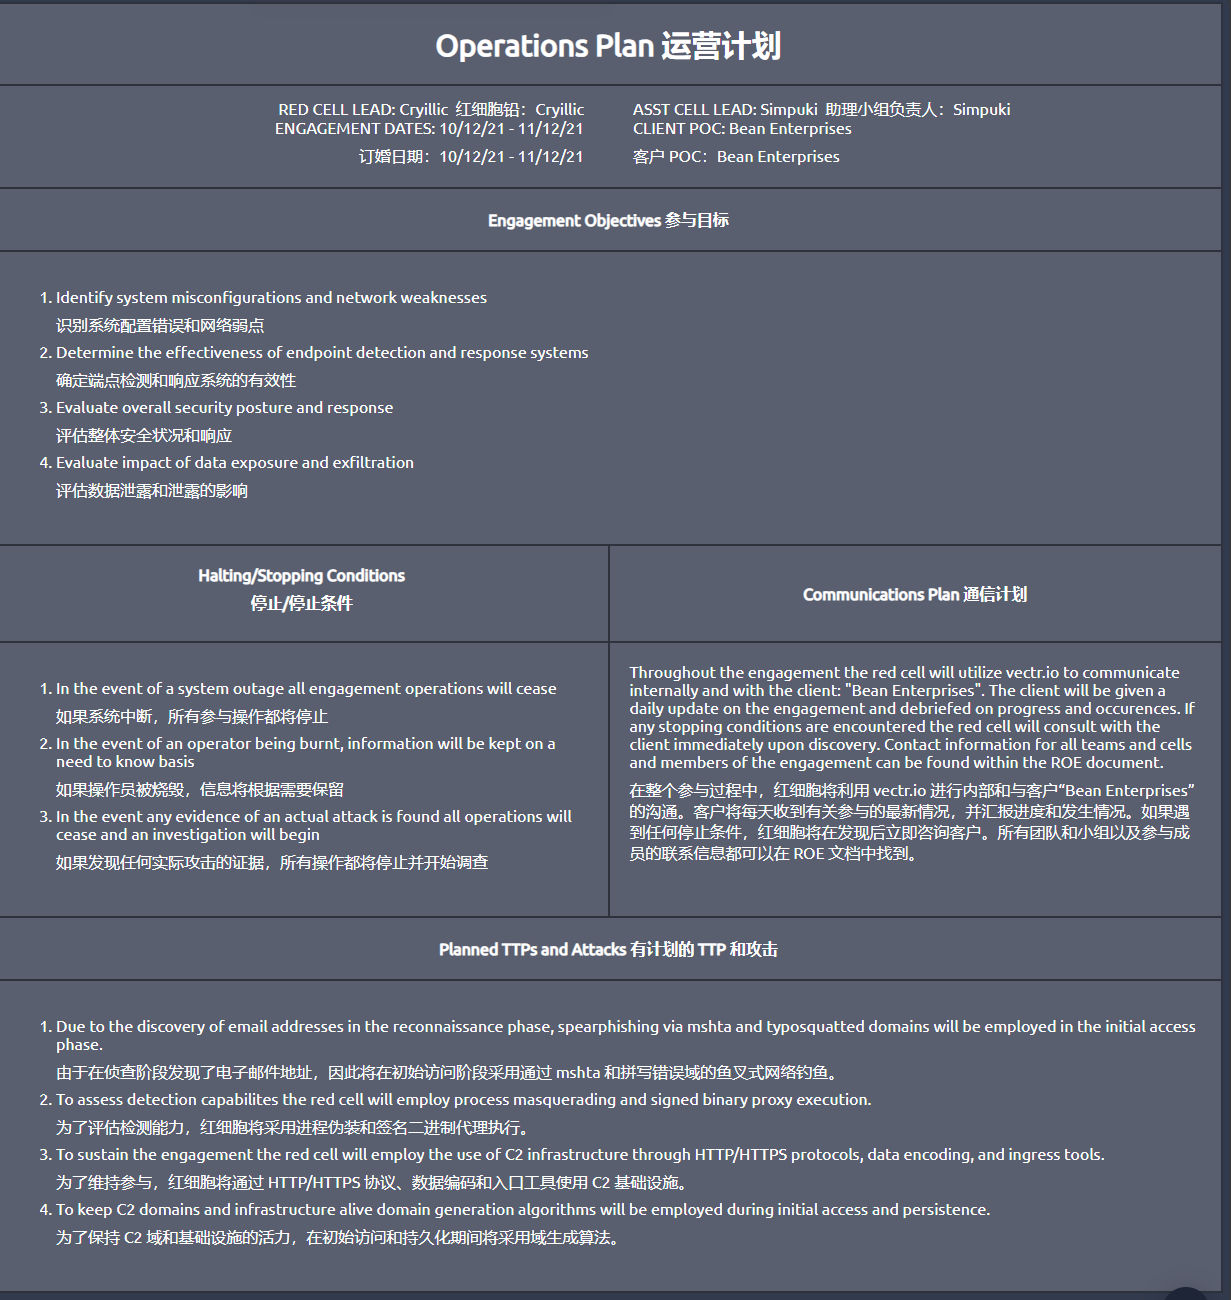 Operations Plan 运营计划
RED CELL LEAD: Cryillic 红细胞铅：Cryillic
ENGAGEMENT DATES: 10/12/21 - 11/12/21
订婚日期：10/12/21 - 11/12/21
ASST CELL LEAD: Simpuki 助理小组负责人：Simpuki
CLIENT POC: Bean Enterprises
客户 POC：Bean Enterprises
Engagement Objectives 参与目标
1. Identify system misconfigurations and network weaknesses
识别系统配置错误和网络弱点
2. Determine the effectiveness of endpoint detection and response systems
确定端点检测和响应系统的有效性
3. Evaluate overall security posture and response
评估整体安全状况和响应
4. Evaluate impact of data exposure and exfiltration
评估数据泄露和泄露的影响
Halting/Stopping Conditions
停止/停止条件
1. In the event of a system outage all engagement operations will cease
如果系统中断，所有参与操作都将停止
2. In the event of an operator being burnt, information will be kept on a
need to know basis
如果操作员被烧毁，信息将根据需要保留
3. In the event any evidence of an actual attack is found all operations will
cease and an investigation will begin
如果发现任何实际攻击的证据，所有操作都将停止并开始调查
Communications Plan 通信计划
Throughout the engagement the red cell will utilize vectr.io to communicate
internally and with the client: "Bean Enterprises". The client will be given a
daily update on the engagement and debriefed on progress and occurences. If
any stopping conditions are encountered the red cell will consult with the
client immediately upon discovery. Contact information for all teams and cells
and members of the engagement can be found within the ROE document.
在整个参与过程中，红细胞将利用 vectr.io 进行内部和与客户“Bean Enterprises”
的沟通。客户将每天收到有关参与的最新情况，并汇报进度和发生情况。如果遇
到任何停止条件，红细胞将在发现后立即咨询客户。所有团队和小组以及参与成
员的联系信息都可以在 ROE 文档中找到。
Planned TTPs and Attacks 有计划的 TTP 和攻击
1. Due to the discovery of email addresses in the reconnaissance phase, spearphishing via mshta and typosquatted domains will be employed in the initial access
phase.
由于在侦查阶段发现了电子邮件地址，因此将在初始访问阶段采用通过 mshta 和拼写错误域的鱼叉式网络钓鱼。
2. To assess detection capabilites the red cell will employ process masquerading and signed binary proxy execution.
为了评估检测能力，红细胞将采用进程伪装和签名二进制代理执行。
3. To sustain the engagement the red cell will employ the use of C2 infrastructure through HTTP/HTTPS protocols, data encoding, and ingress tools.
为了维持参与，红细胞将通过 HTTP/HTTPS 协议、数据编码和入口工具使用 C2 基础设施。
4. To keep C2 domains and infrastructure alive domain generation algorithms will be employed during initial access and persistence.
为了保持 C2 域和基础设施的活力，在初始访问和持久化期间将采用域生成算法。